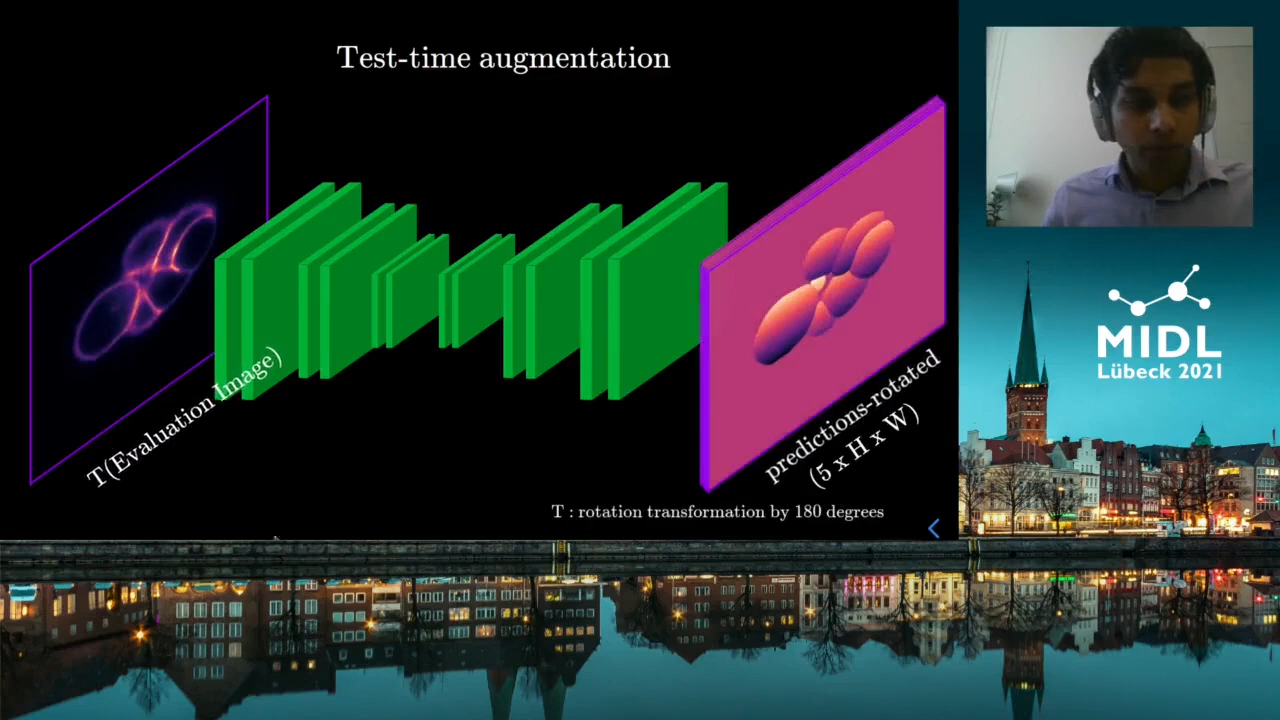 Test-time augmentation
T(Evaluation Image)
predictions-rotated
(5 x H x W)
T : rotation transformation by 180 degrees
MIDL
Lübeck 2021